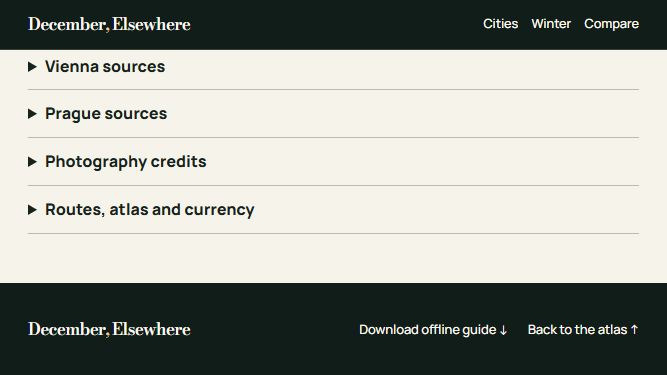 December, Elsewhere
Cities Winter Compare
▶ Vienna sources
▶ Prague sources
▶ Photography credits
▶ Routes, atlas and currency
December, Elsewhere
Download offline guide ↓ Back to the atlas ↑